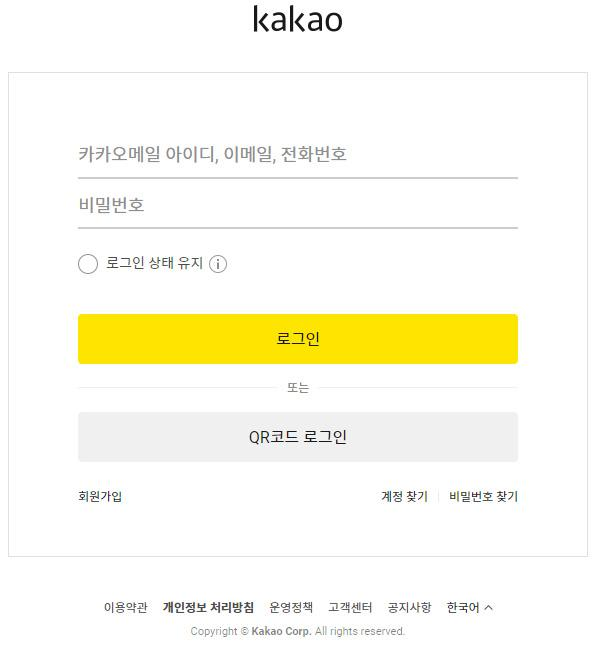 kakao
카카오메일 아이디, 이메일, 전화번호
비밀번호
로그인 상태 유지
로그인
또는
QR코드 로그인
회원가입 계정 찾기 비밀번호 찾기
이용약관 개인정보 처리방침 운영정책 고객센터 공지사항 한국어
Copyright © Kakao Corp. All rights reserved.